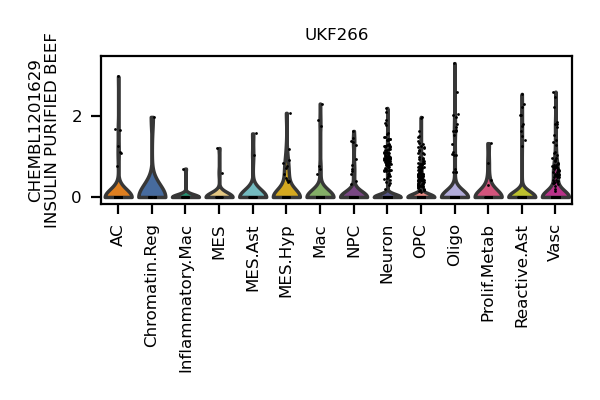 UKF266
CHEMBL1201629
INSULIN PURIFIED BEEF
2
0
AC
Chromatin.Reg
Inflammatory.Mac
MES
MES.Ast
MES.Hyp
Mac
NPC
Neuron
OPC
Oligo
Prolif.Metab
Reactive.Ast
Vasc